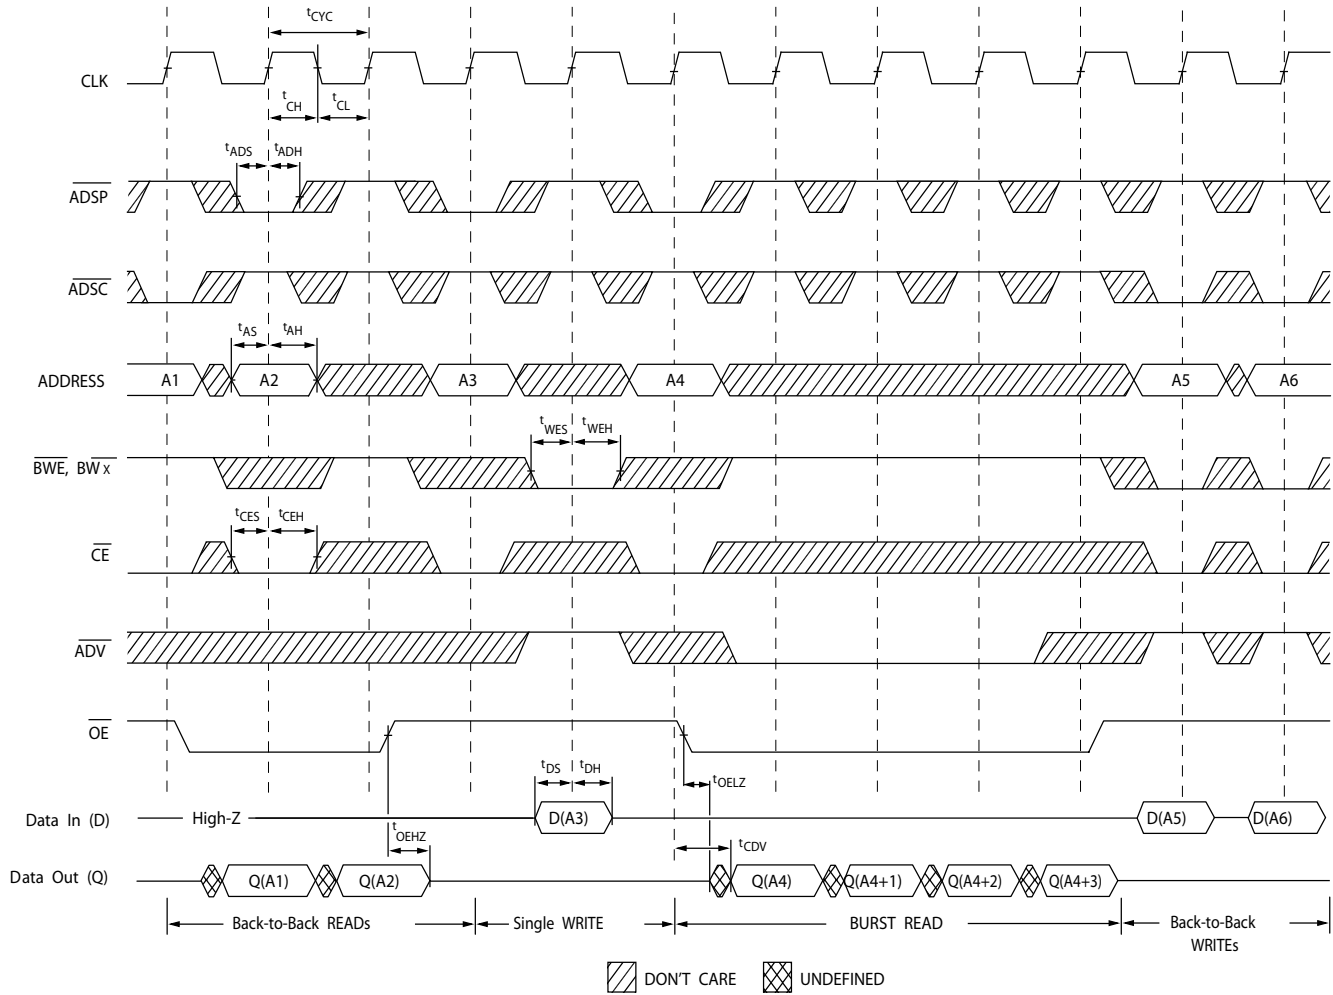 tCYC
CLK
tCH tCL
tADS tADH
ADSP
ADSC
tAS tAH
ADDRESS A1 A2 A3 A4 A5 A6
tWES tWEH
BWE, BW x
tCES tCEH
CE
ADV
OE
tDS tDH
tOELZ
Data In (D) High-Z D(A3) D(A5) D(A6)
tOEHZ
tCDV
Data Out (Q) Q(A1) Q(A2) Q(A4) Q(A4+1) Q(A4+2) Q(A4+3)
Back-to-Back READs Single WRITE BURST READ Back-to-Back
WRITEs
DON'T CARE UNDEFINED